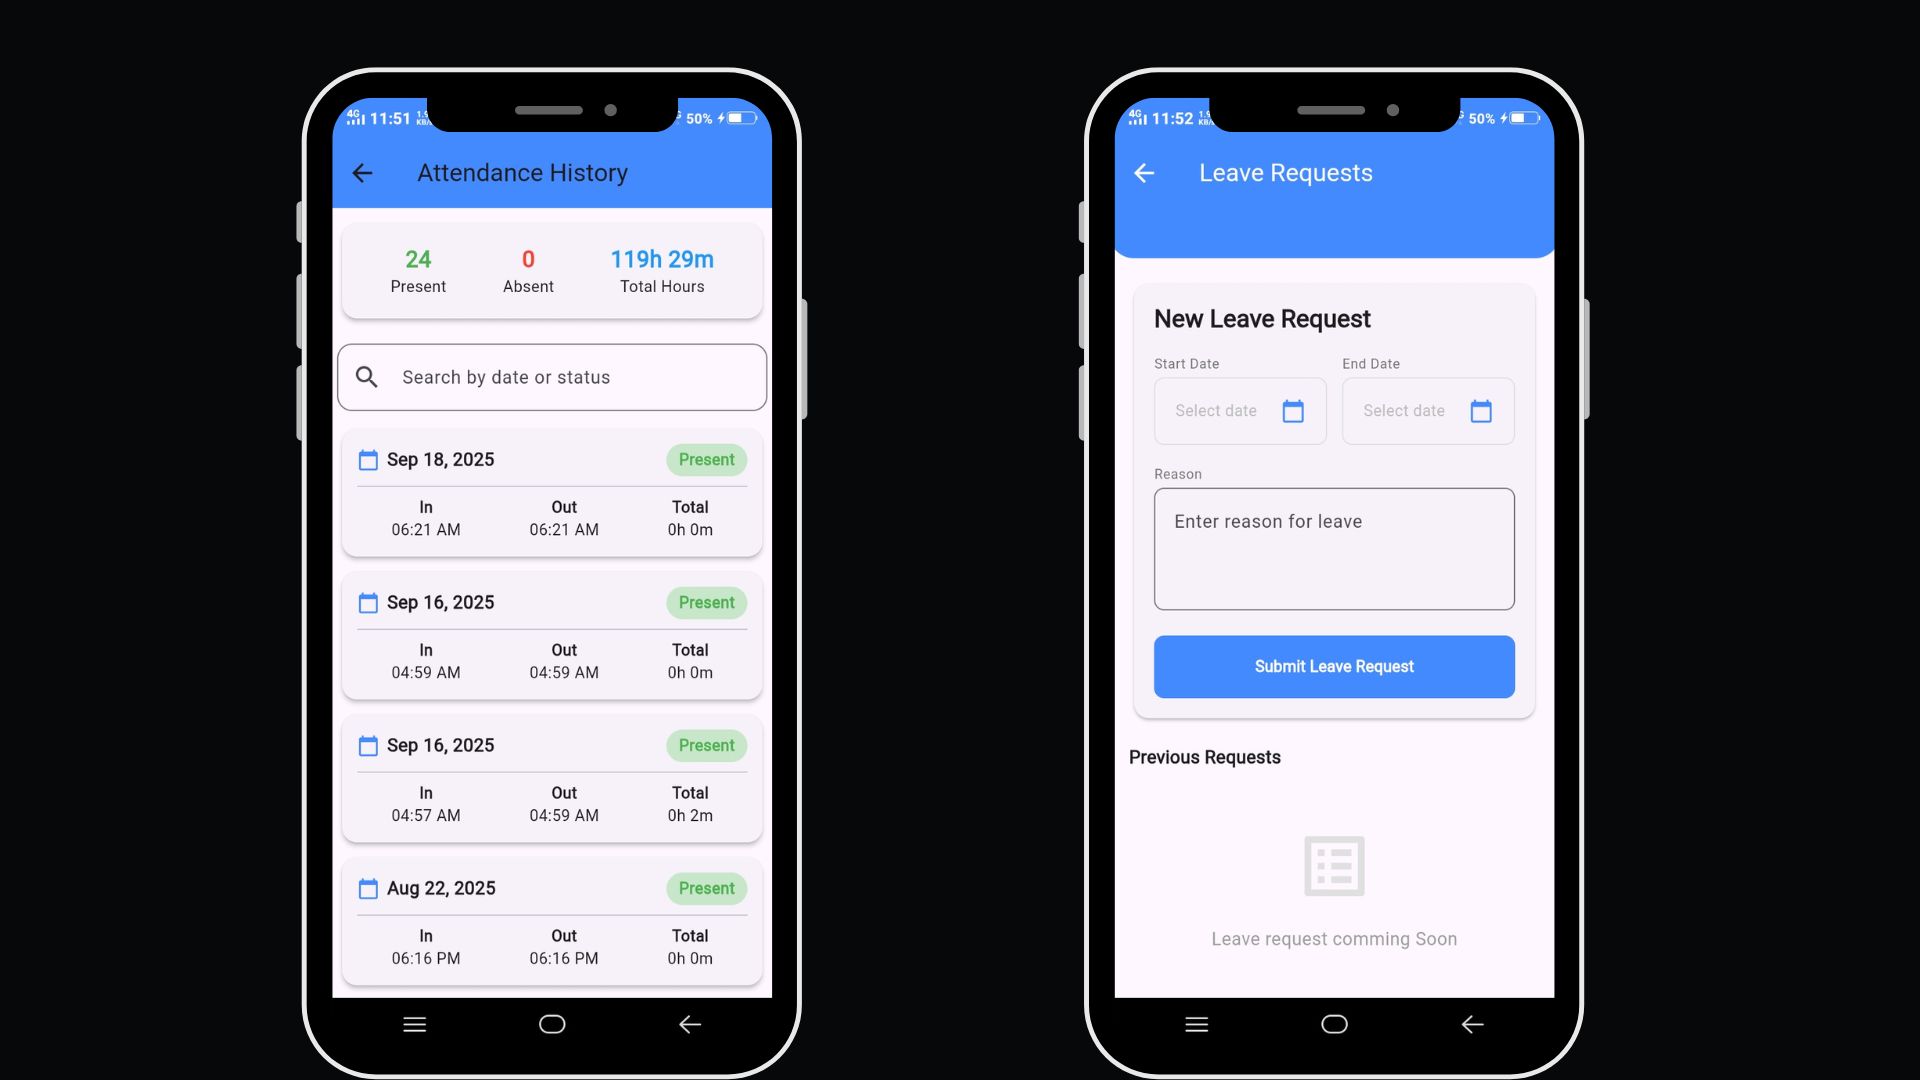 4G 11:51 50%
Attendance History
24 0 119h 29m
Present Absent Total Hours
Search by date or status
Sep 18, 2025 Present
In Out Total
06:21 AM 06:21 AM 0h 0m
Sep 16, 2025 Present
In Out Total
04:59 AM 04:59 AM 0h 0m
Sep 16, 2025 Present
In Out Total
04:57 AM 04:59 AM 0h 2m
Aug 22, 2025 Present
In Out Total
06:16 PM 06:16 PM 0h 0m
4G 11:52 50%
Leave Requests
New Leave Request
Start Date End Date
Select date Select date
Reason
Enter reason for leave
Submit Leave Request
Previous Requests
Leave request comming Soon